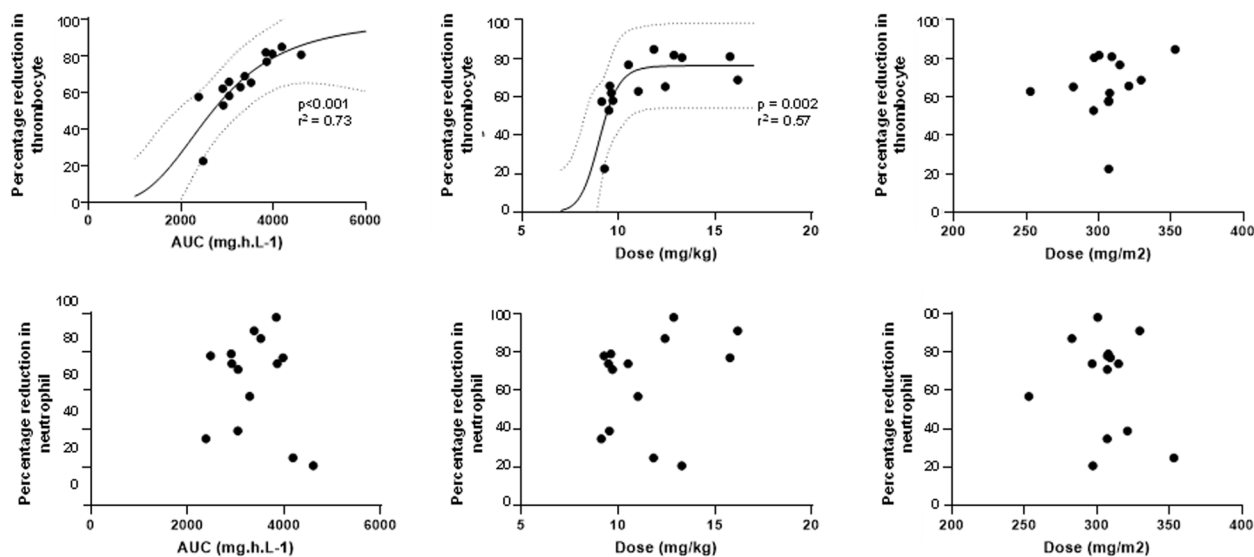 Percentage reduction in
thrombocyte
100
80
60
40
20
0
0 2000 4000 6000
AUC (mg.h.L-1)
p<0.001
r² = 0.73
Percentage reduction in
thrombocyte
100
80
60
40
20
0
5 10 15 20
Dose (mg/kg)
p = 0.002
r² = 0.57
Percentage reduction in
thrombocyte
100
80
60
40
20
0
200 250 300 350 400
Dose (mg/m2)
Percentage reduction in
neutrophil
100
80
60
40
20
0
0 2000 4000 6000
AUC (mg.h.L-1)
Percentage reduction in
neutrophil
100
80
60
40
20
0
5 10 15 20
Dose (mg/kg)
Percentage reduction in
neutrophil
00
80
60
40
20
0
200 300 400
Dose (mg/m2)